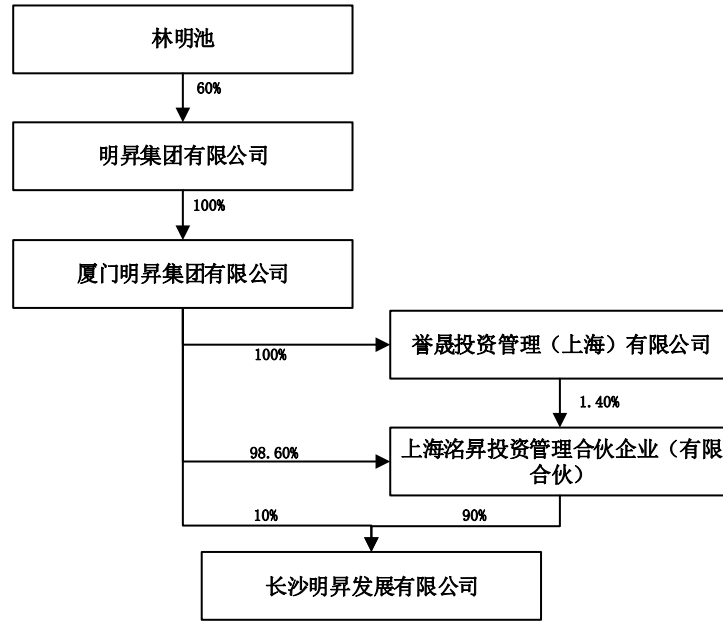 林明池
60%
明昇集团有限公司
100%
厦门明昇集团有限公司
100%
誉晟投资管理（上海）有限公司
1.40%
98.60%
上海洺昇投资管理合伙企业（有限
合伙）
10%
90%
长沙明昇发展有限公司